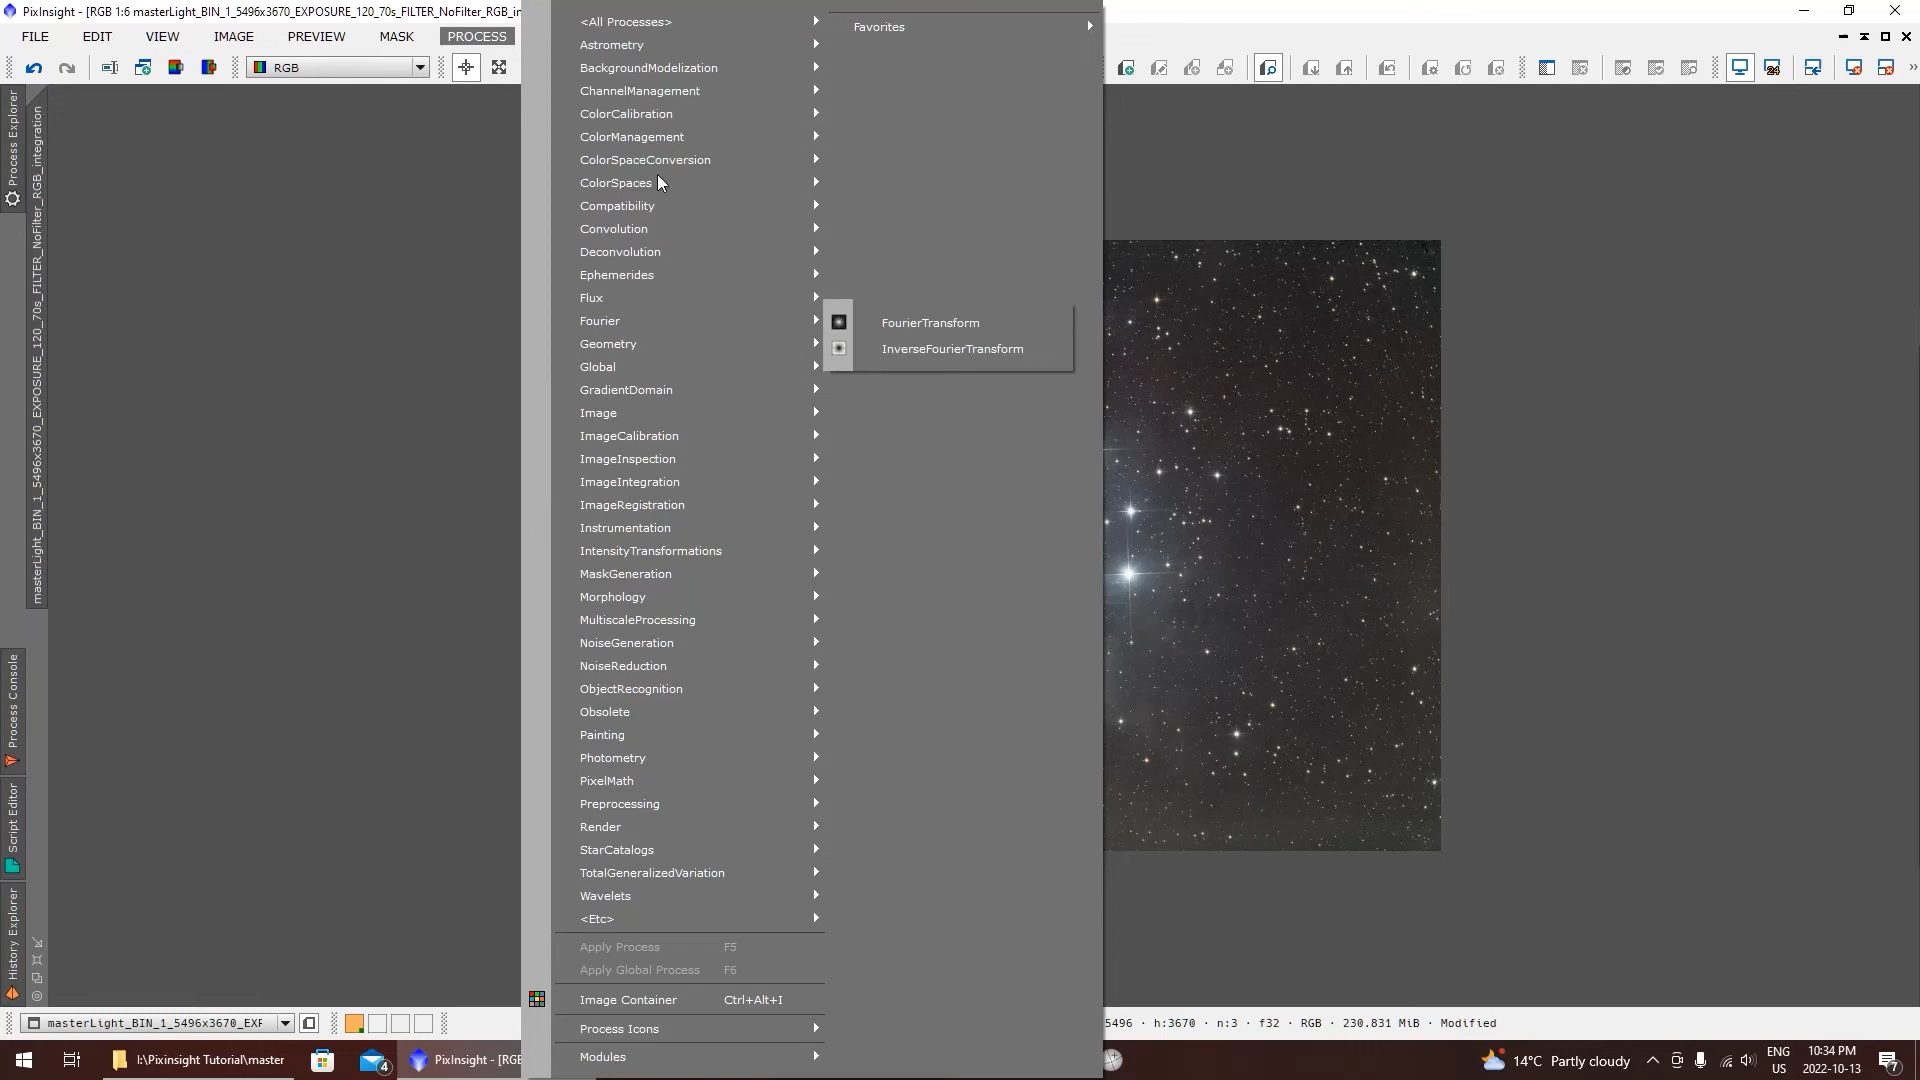 PixInsight - [RGB 1:6 masterLight_BIN_1_5496x3670_EXPOSURE_120_70s_FILTER_NoFilter_RGB_in
FILE EDIT VIEW IMAGE PREVIEW MASK PROCESS
RGB
24
Process Explorer
masterLight_BIN_1_5496x3670_EXPOSURE_120_70s_FILTER_NoFilter_RGB_integration
Process Console
Script Editor
History Explorer
<All Processes>
Astrometry
BackgroundModelization
ChannelManagement
ColorCalibration
ColorManagement
ColorSpaceConversion
ColorSpaces
Compatibility
Convolution
Deconvolution
Ephemerides
Flux
Fourier
Geometry
Global
GradientDomain
Image
ImageCalibration
ImageInspection
ImageIntegration
ImageRegistration
Instrumentation
IntensityTransformations
MaskGeneration
Morphology
MultiscaleProcessing
NoiseGeneration
NoiseReduction
ObjectRecognition
Obsolete
Painting
Photometry
PixelMath
Preprocessing
Render
StarCatalogs
TotalGeneralizedVariation
Wavelets
<Etc>
Apply Process F5
Apply Global Process F6
Image Container Ctrl+Alt+I
Process Icons
Modules
Favorites
FourierTransform
InverseFourierTransform
masterLight_BIN_1_5496x3670_EXF
5496 · h:3670 · n:3 · f32 · RGB · 230.831 MiB · Modified
I:\Pixinsight Tutorial\master
4
PixInsight - [RGE
14°C Partly cloudy
ENG
US
10:34 PM
2022-10-13
7